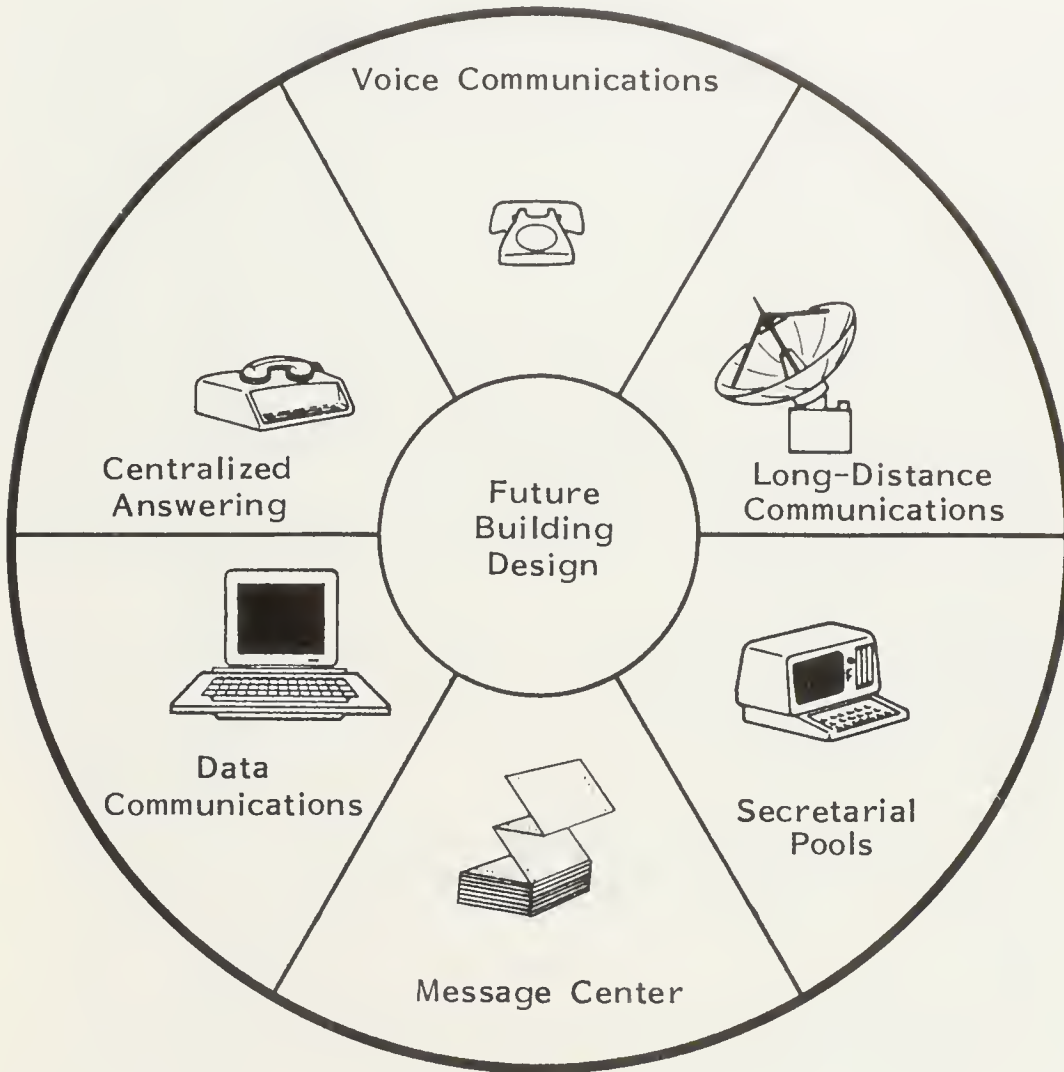 Voice Communications
Centralized
Answering
Long-Distance
Communications
Future
Building
Design
Data
Communications
Secretarial
Pools
Message Center